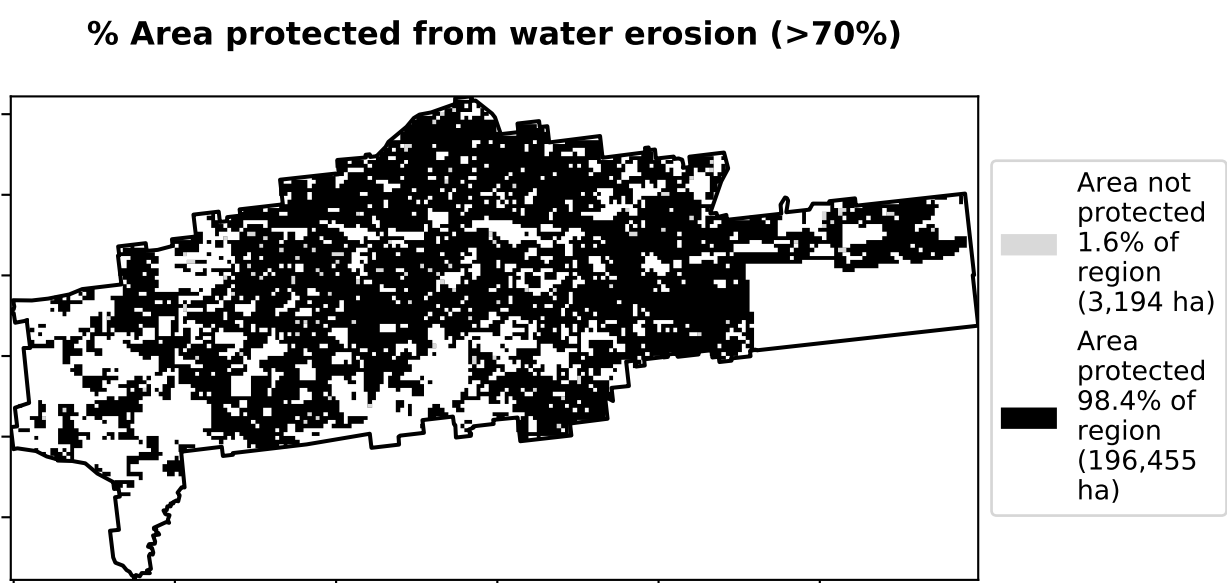 % Area protected from water erosion (>70%)
Area not
protected
1.6% of
region
(3,194 ha)
Area
protected
98.4% of
region
(196,455
ha)